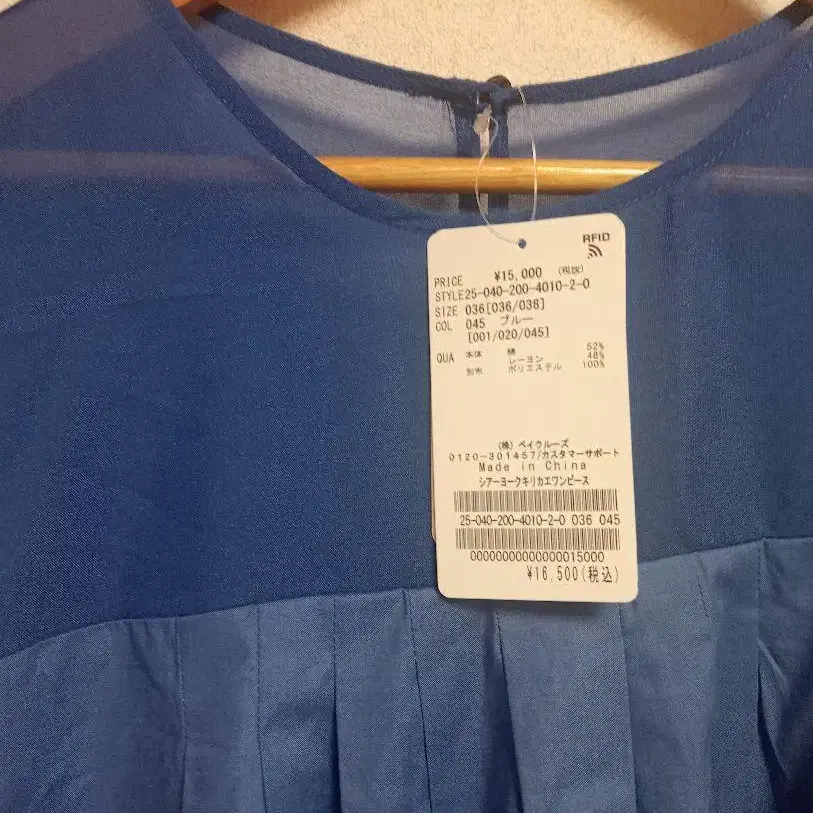 RFID
PRICE ¥15,000 (税抜)
STYLE 25-040-200-4010-2-0
SIZE 036[036/038]
COL 045 ブルー
[001/020/045]
QUA 本体 綿 52%
レーヨン 48%
別布 ポリエステル 100%
(株) ベイクルーズ
0120-301457/カスタマーサポート
Made in China
シアーヨークキリカエワンピース
25-040-200-4010-2-0 036 045
00000000000000015000
¥16,500(税込)